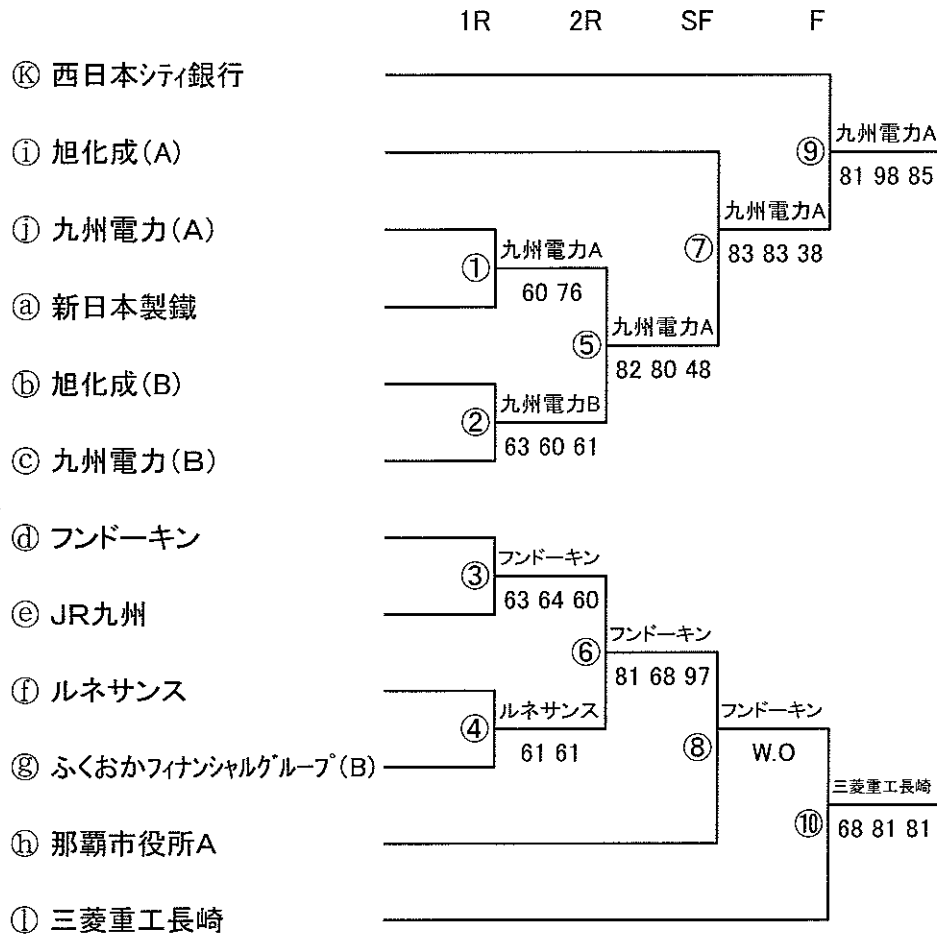 1R 2R SF F
Ⓚ 西日本シティ銀行
九州電力A
⑨
ⓘ 旭化成(A)
81 98 85
九州電力A
ⓙ 九州電力(A)
九州電力A
⑦
83 83 38
①
60 76
ⓐ 新日本製鐵
九州電力A
⑤
82 80 48
ⓑ 旭化成(B)
九州電力B
②
63 60 61
ⓒ 九州電力(B)
ⓓ フンドーキン
フンドーキン
③
63 64 60
ⓔ JR九州
フンドーキン
⑥
81 68 97
ⓕ ルネサンス
ルネサンス
フンドーキン
④
61 61
⑧
W.O
ⓖ ふくおかフィナンシャルグループ(B)
三菱重工長崎
⑩
68 81 81
ⓗ 那覇市役所A
ⓛ 三菱重工長崎